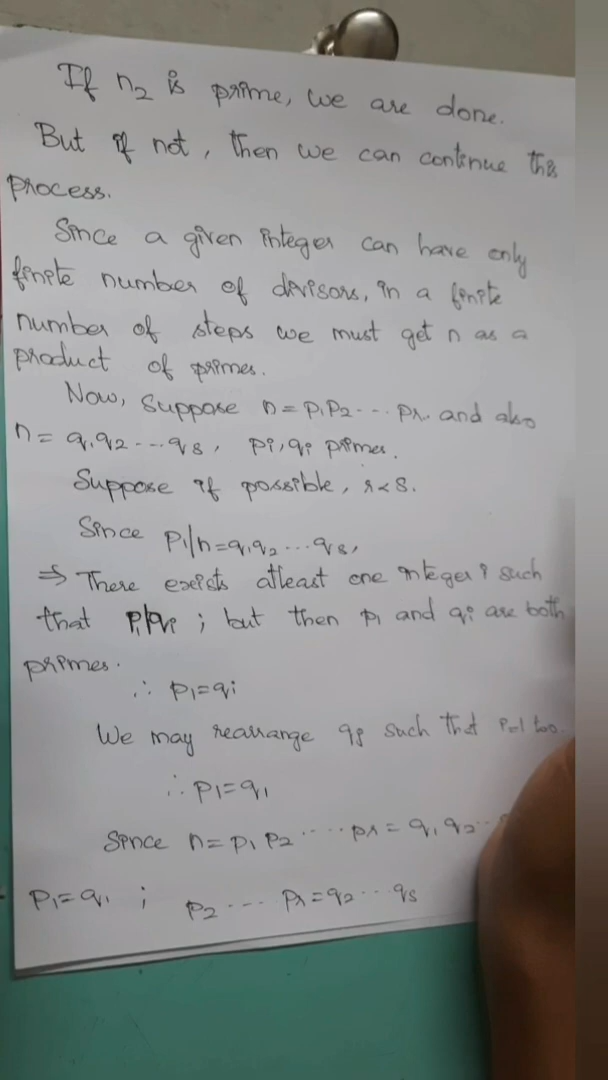 If n₂ is prime, we are done.
But if not, then we can continue this
process.
Since a given integer can have only
finite number of divisors, in a finite
number of steps we must get n as a
product of primes.
Now, suppose n = p₁p₂--- pᵣ. and also
n = q₁q₂---qₛ, pᵢ, qᵢ primes.
Suppose if possible, r<s.
Since p₁/n=q₁q₂...qₛ,
⇒ There exists atleast one integer i such
that p₁/qᵢ ; but then p₁ and qᵢ are both
primes.
∴ p₁=qᵢ
We may rearrange qᵢs such that i=1 too.
∴ p₁=q₁
Since n=p₁ p₂ ..... pᵣ = q₁ q₂..
p₁=q₁ ; p₂ --- pᵣ=q₂...qₛ